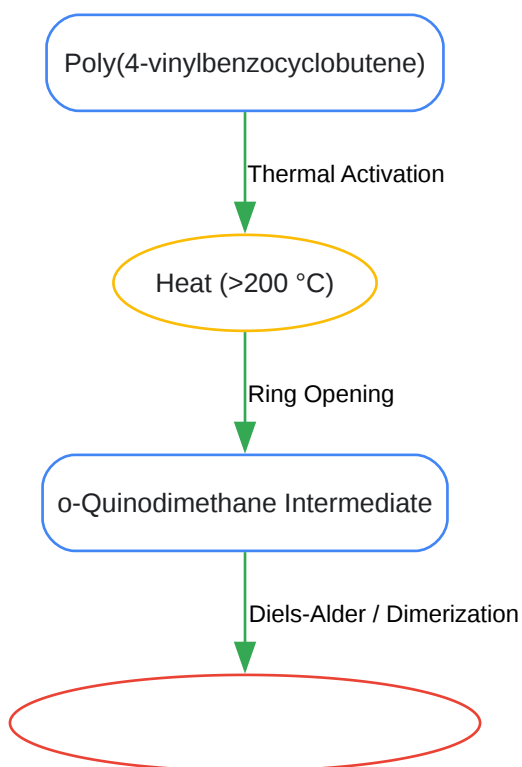 Poly(4-vinylbenzocyclobutene)
Thermal Activation
Heat (>200 °C)
Ring Opening
o-Quinodimethane Intermediate
Diels-Alder / Dimerization